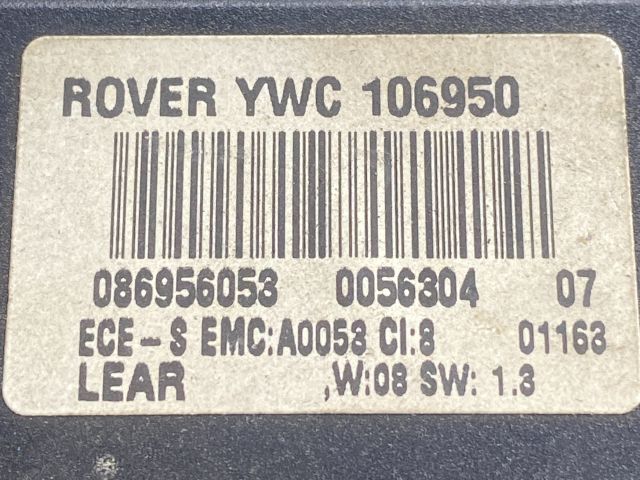 ROVER YWC 106950
086956053 0056304 07
ECE-S EMC:A0053 CI:8 01163
LEAR ,W:08 SW: 1.3